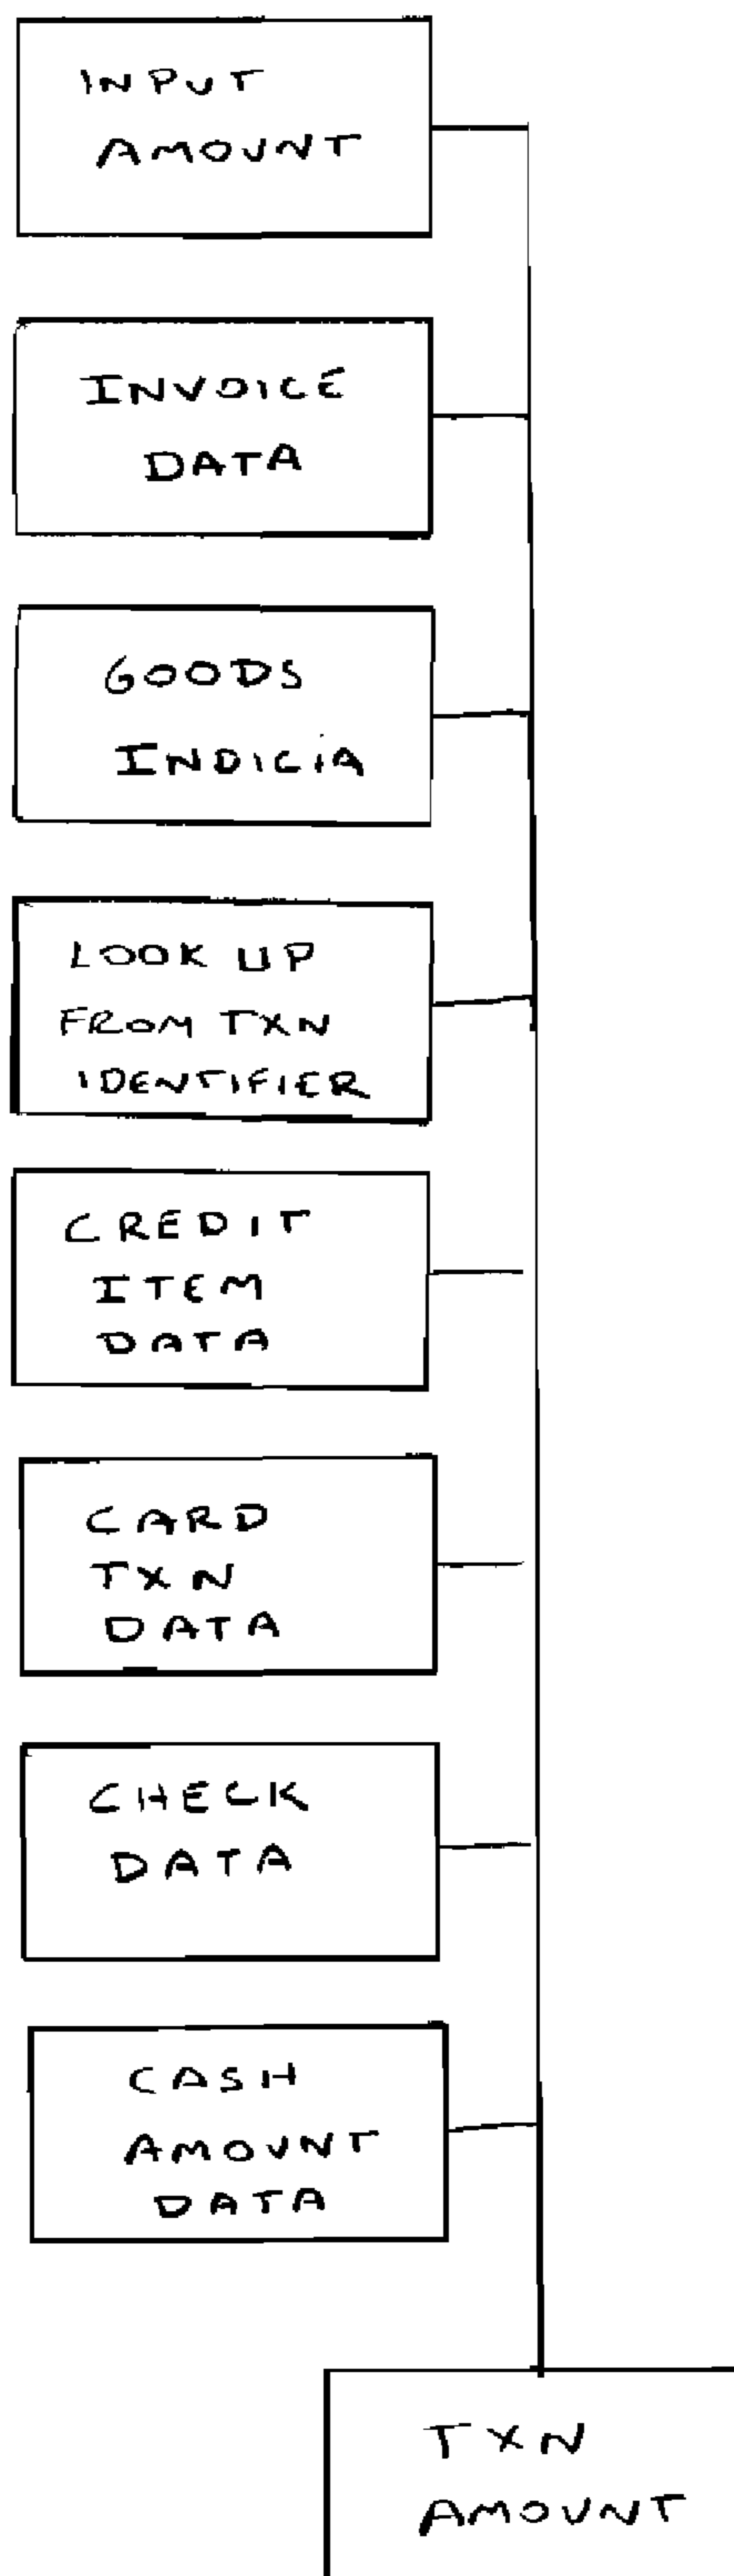 INPUT
AMOUNT
INVOICE
DATA
GOODS
INDICIA
LOOK UP
FROM TXN
IDENTIFIER
CREDIT
ITEM
DATA
CARD
TXN
DATA
CHECK
DATA
CASH
AMOUNT
DATA
TXN
AMOUNT